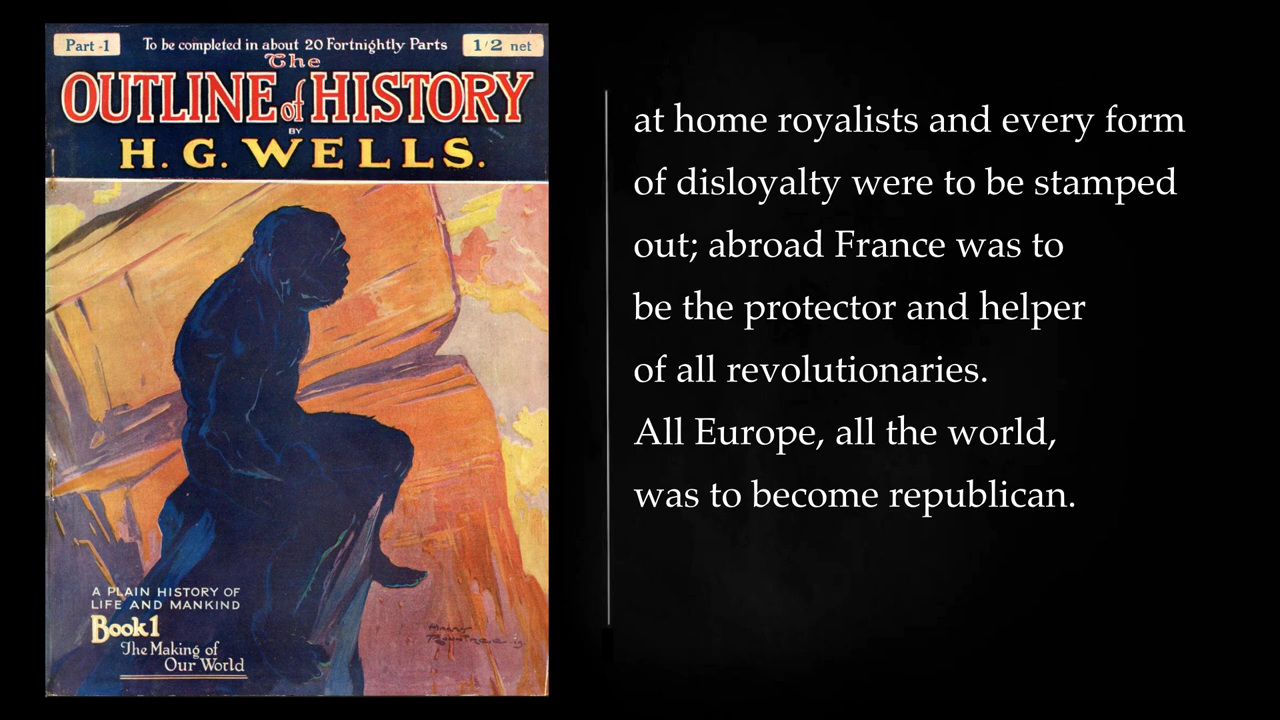 Part -1
To be completed in about 20 Fortnightly Parts
1/2 net
The
OUTLINE of HISTORY
BY
H. G. WELLS.
A PLAIN HISTORY OF
LIFE AND MANKIND
Book 1
The Making of
Our World
at home royalists and every form
of disloyalty were to be stamped
out; abroad France was to
be the protector and helper
of all revolutionaries.
All Europe, all the world,
was to become republican.